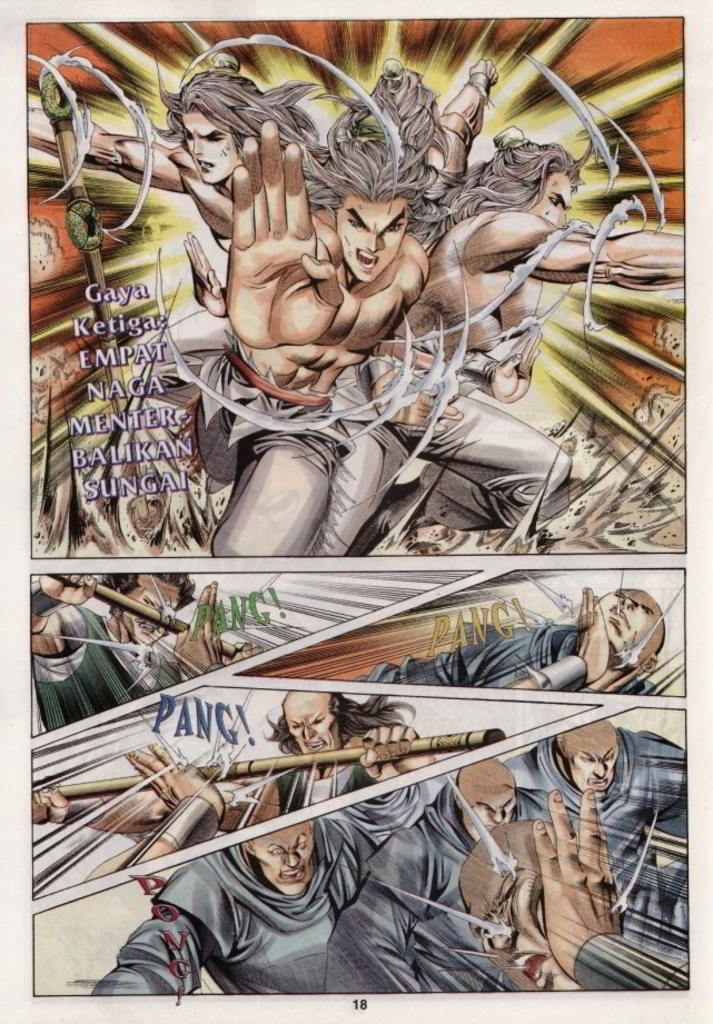 Gaya
Ketiga:
EMPAT
NAGA
MENTER-
BALIKAN
SUNGAI
PANG!
PANG!
PANG!
PONG!
18